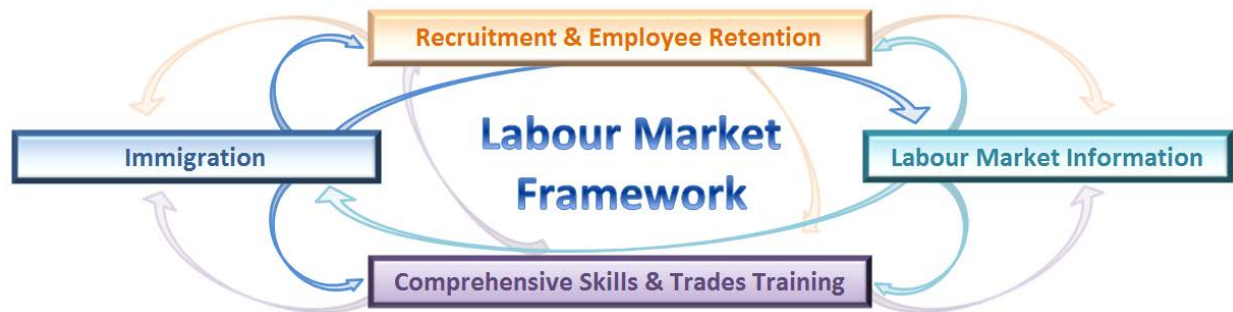 Recruitment & Employee Retention
Immigration
Labour Market
Framework
Labour Market Information
Comprehensive Skills & Trades Training